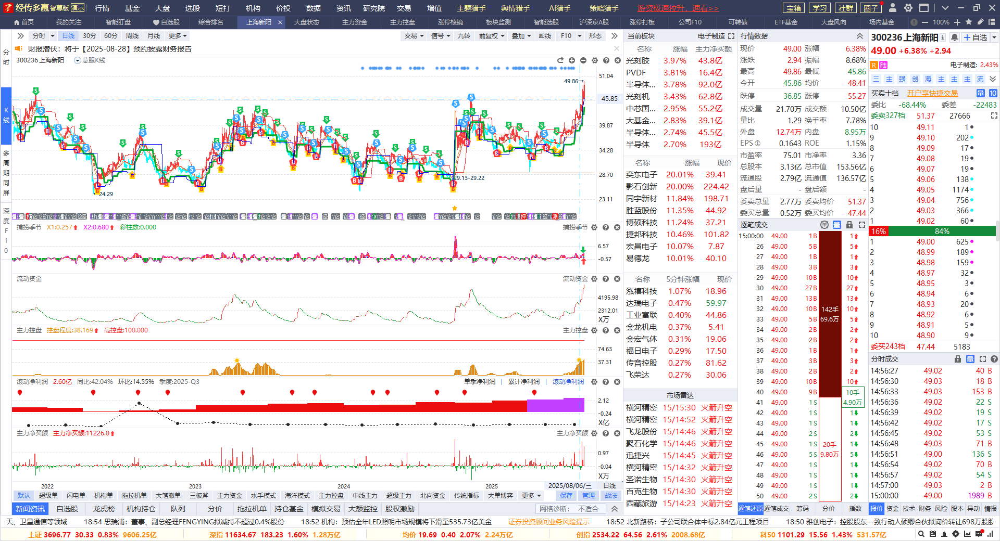 经传多赢 智尊版 演示 行情 基金 大盘 选股 短打 机构 价投 数据 资讯 研究院 交易 增值 主题猎手 舆情猎手 AI猎手 策略猎手 游资极速拉升，速看>> 宝箱 学习 社群 圈子
首页 我的关注 智能盯盘 自选股 综合排名 上海新阳 大盘状态 主力资金 主力控盘 涨停棱镜 板块监测 智能选股 沪深京A股 涨停打板 公司F10 可转债 ETF基金 大盘风向 场内基金 100%
分时 日线 30分 60分 周线 月线 更多 交易 信号 九转 前复权 叠加 画线 F10 形态
财报潜伏：将于【2025-08-28】预约披露财务报告
300236 上海新阳 慧眼K线
分时
K线
多周期同屏
深度F10
49.86
51.04
45.85
39.87
34.28
28.70
23.11
29.13-29.22
24.29
捕捞季节 X1:0.257 X2:0.680 彩柱数:0.000 捕捞季节
6.57
-0.57
流动资金 流动资金
4195.98
2312.01
X万
主力控盘 控盘程度:38.169 高控盘:100.000 主力控盘
74.63
37.31
滚动净利润 2.60亿 同比:42.04% 环比:14.55% 季度:2025-Q3 单季净利润 | 累计净利润 | 滚动净利润
2.12
-0.24
X亿
主力净买额 主力净买额:11226.0 主力净买额
0.97
-0.04
X万
2022 2023 2024 2025 2025/08/06/三 日线
默认 超级单 闪电单 机构单 拖拉机单 大笔撤单 三板斧 主力资金 水手模式 海洋模式 主力控盘 中线主力 超级主力 北向资金 传统指标 大单博弈 更多 保存 管理 战法
新闻资讯 自选股 龙虎榜 机构持仓 队列 分价 拖拉机单 持仓基金 模拟交易 大额监控 股权激励 网格诊断： 不适合
当前板块 电子制造
名称 涨幅 主力净买额
光刻胶 3.97% 43.8亿
PVDF 3.81% 16.4亿
半导体... 3.78% 92.0亿
光刻机 3.43% 62.8亿
中芯国... 2.95% 55.2亿
大基金... 2.83% 39.1亿
半导体... 2.74% 45.5亿
半导体 2.70% 193亿
名称 涨幅 现价
奕东电子 20.01% 39.41
影石创新 20.00% 224.42
同宇新材 11.84% 198.71
胜蓝股份 11.35% 44.92
博硕科技 11.24% 37.21
捷邦科技 10.46% 101.82
宏昌电子 10.07% 7.87
易德龙 10.01% 40.10
名称 5分钟涨幅 现价
泓禧科技 1.07% 18.96
达瑞电子 0.47% 59.97
工业富联 0.40% 44.86
金龙机电 0.37% 5.41
金宏气体 0.31% 19.06
福日电子 0.29% 17.50
传音控股 0.27% 81.62
飞荣达 0.27% 30.06
市场雷达
横河精密 15/15:30 火箭升空
横河精密 15/14:52 火箭升空
飞龙股份 15/14:46 火箭升空
聚石化学 15/14:46 火箭升空
迅捷兴 15/14:45 火箭升空
横河精密 15/14:32 火箭升空
圣诺生物 15/14:30 火箭升空
百克生物 15/14:30 火箭升空
西藏旅游 15/14:23 火箭升空
行情数据
现价 49.00 涨幅 6.38%
涨跌 2.94 振幅 8.68%
最高 49.86 最低 45.86
今开 45.86 均价 48.41
跌停 36.85 涨停 55.27
成交量 21.70万 成交额 10.50亿
量比 1.29 换手率 7.78%
外盘 12.74万 内盘 8.95万
EPS① 0.1643 ROE 1.15%
市盈率 75.01 市净率 3.36
总股本 3.13亿 总市值 153.56亿
流通股 2.79亿 流通值 136.57亿
盘后量 - 盘后额 -
委卖总量 2.77万 委卖均价 51.37
委买总量 0.52万 委买均价 47.44
逐笔成交 量
15:00:00 49.00 1B 1
26 49.00 5B 5
27 49.00 1B 1
28 49.00 3B 3
29 49.00 10B 10
30 49.00 27B 27
31 49.00 13B 13
32 49.00 10B 10
33 49.00 5B 5
34 49.00 2B 2
35 49.00 2B 2
36 49.00 1B 1
37 49.00 3B 3
38 49.00 2B 2
39 49.00 10B 10
40 49.00 9B
41 49.00 1S
42 49.00 1S 1
43 49.00 1S 1
44 49.00 2S 2
45 49.00 1S 1
46 49.00 5S 5
47 49.00 1S 1
48 49.00 1S 1
49 49.00 1S 1
50 49.00 2S 2
142手
69.6万
10手
4.90万
20手
9.80万
逐笔还原 逐笔成交 筹码 分价 指数
300236 上海新阳 自选
49.00 +6.38% +2.94
R 陆 电子制造: 2.43%
三 主 强 创 海 主 主 主 流
买卖十档 开户享快捷交易 量 10
委比 -68.44% 委差 -22483
委卖327档 51.37 27666
10 49.11 1
9 49.10 202
8 49.09 17
7 49.08 19
6 49.07 19
5 49.06 138
4 49.05 1174
3 49.04 756
2 49.03 366
1 49.02 60
16% 84%
1 49.00 625
2 48.99 189
3 48.98 159
4 48.97 32
5 48.95 3
6 48.94 6
7 48.93 20
8 48.92 6
9 48.91 5
10 48.90 9
委买243档 47.44 5183
分时成交 量
14:56:27 49.02 40 B
14:56:30 49.03 18 B
14:56:33 49.03 153 B
14:56:36 49.02 22 S
14:56:39 49.02 19 S
14:56:42 49.02 17 S
14:56:45 49.02 53 S
14:56:48 49.03 71 B
14:56:51 49.00 136 S
14:56:54 49.02 70 B
14:56:57 49.02 54 S
14:57:00 49.03 2 B
15:00:00 49.00 1989 B
报价 资金 技术 财务 风险 股本 异动 情报
天、卫星通信等领域 18:54 思瑞浦：董事、副总经理FENGYING拟减持不超过0.4%股份 18:52 机构：预估全年LED照明市场规模将下滑至535.73亿美金 证券投资顾问业务风险提示 18:52 北新路桥：子公司联合体中标2.84亿元工程项目 18:50 雅创电子：控股股东一致行动人硕卿合伙拟询价转让698万股股
上证 3696.77 30.33 0.83% 9606.25亿 深指 11634.67 183.23 1.60% 1.28万亿 均价 19.69 0.40 2.07% 2.24万亿 创指 2534.22 64.56 2.61% 2008.68亿 科50 1101.29 15.56 1.43% 531.57亿